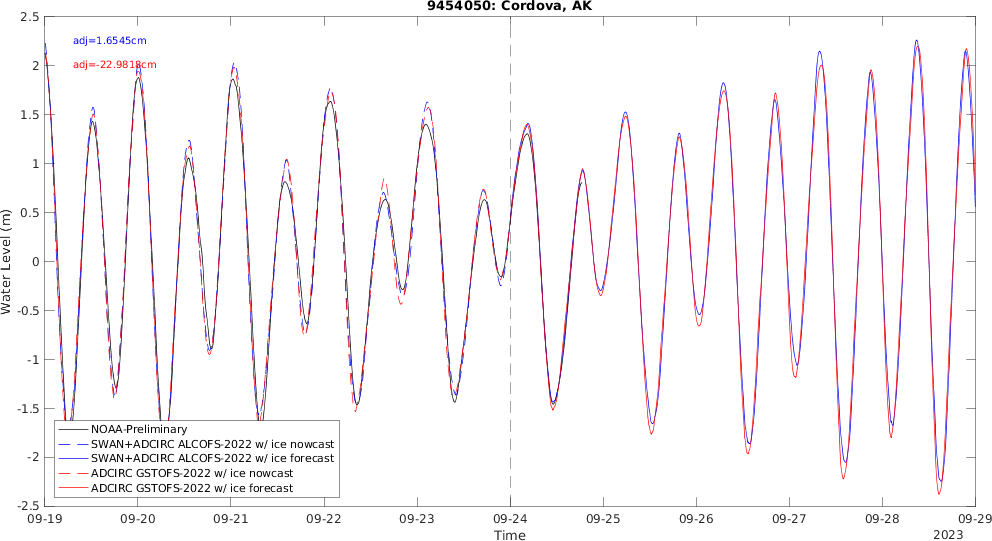 9454050: Cordova, AK
adj=1.6545cm
adj=-22.9818cm
Water Level (m)
2.5
2
1.5
1
0.5
0
-0.5
-1
-1.5
-2
-2.5
NOAA-Preliminary
SWAN+ADCIRC ALCOFS-2022 w/ ice nowcast
SWAN+ADCIRC ALCOFS-2022 w/ ice forecast
ADCIRC GSTOFS-2022 w/ ice nowcast
ADCIRC GSTOFS-2022 w/ ice forecast
09-19 09-20 09-21 09-22 09-23 09-24 09-25 09-26 09-27 09-28 09-29
Time
2023